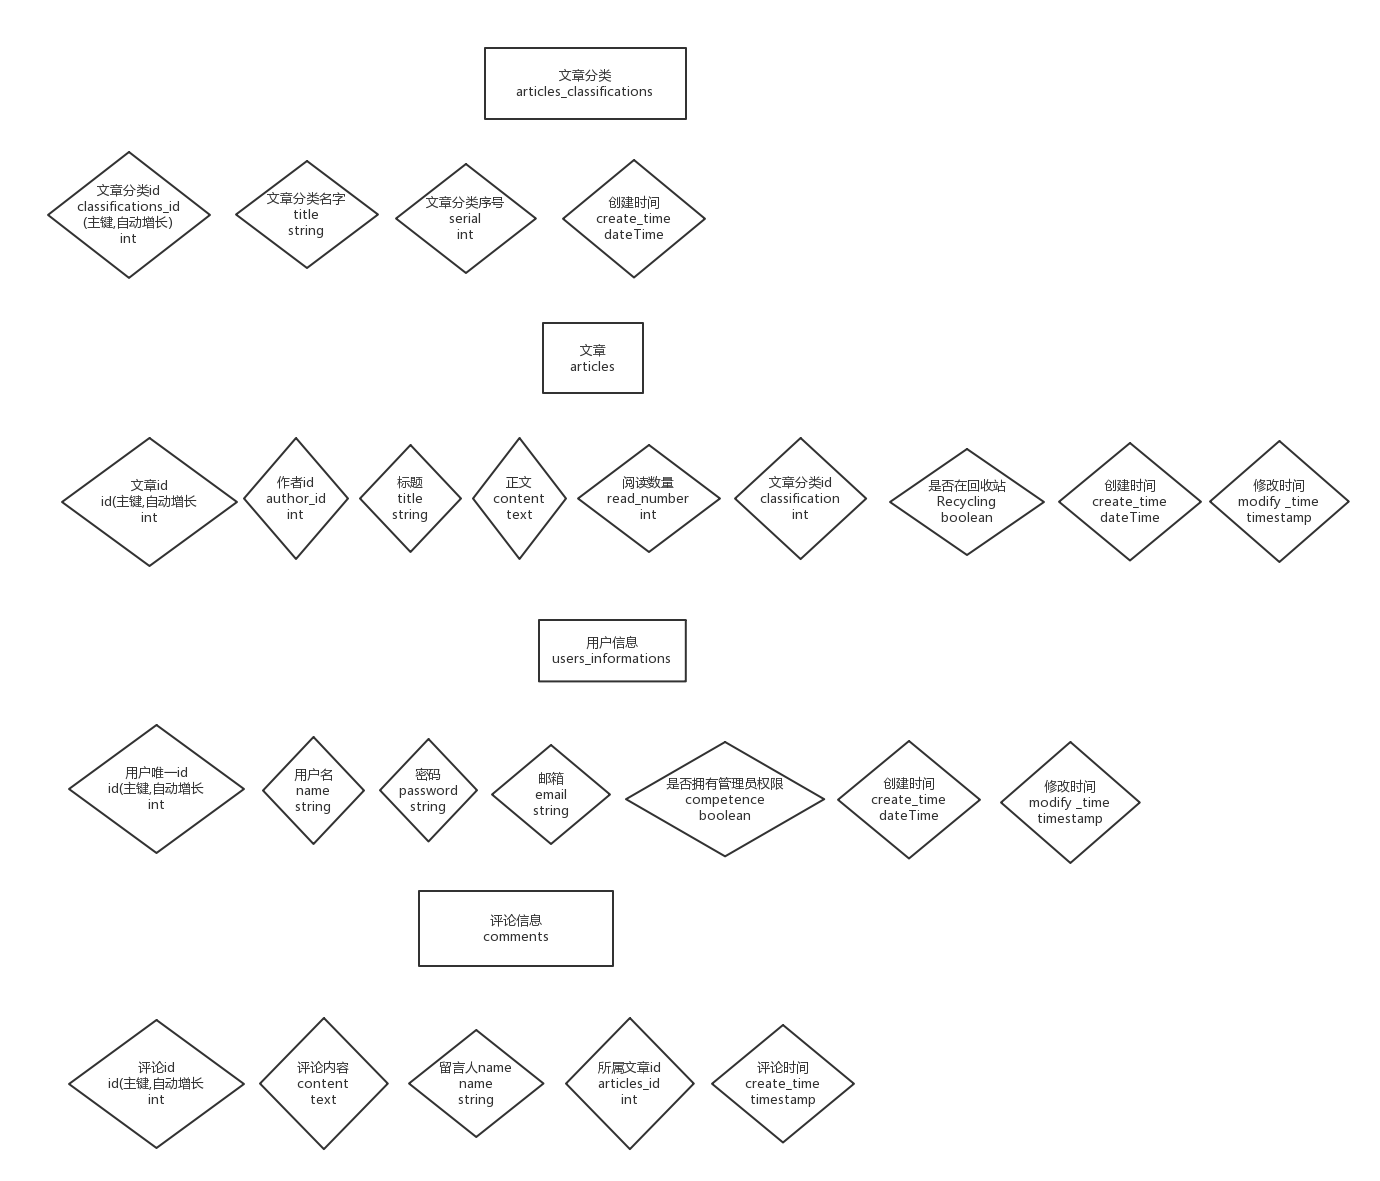 文章分类
articles_classifications
文章分类id
classifications_id
(主键,自动增长)
int
文章分类名字
title
string
文章分类序号
serial
int
创建时间
create_time
dateTime
文章
articles
文章id
id(主键,自动增长
int
作者id
author_id
int
标题
title
string
正文
content
text
阅读数量
read_number
int
文章分类id
classification
int
是否在回收站
Recycling
boolean
创建时间
create_time
dateTime
修改时间
modify _time
timestamp
用户信息
users_informations
用户唯一id
id(主键,自动增长
int
用户名
name
string
密码
password
string
邮箱
email
string
是否拥有管理员权限
competence
boolean
创建时间
create_time
dateTime
修改时间
modify _time
timestamp
评论信息
comments
评论id
id(主键,自动增长
int
评论内容
content
text
留言人name
name
string
所属文章id
articles_id
int
评论时间
create_time
timestamp